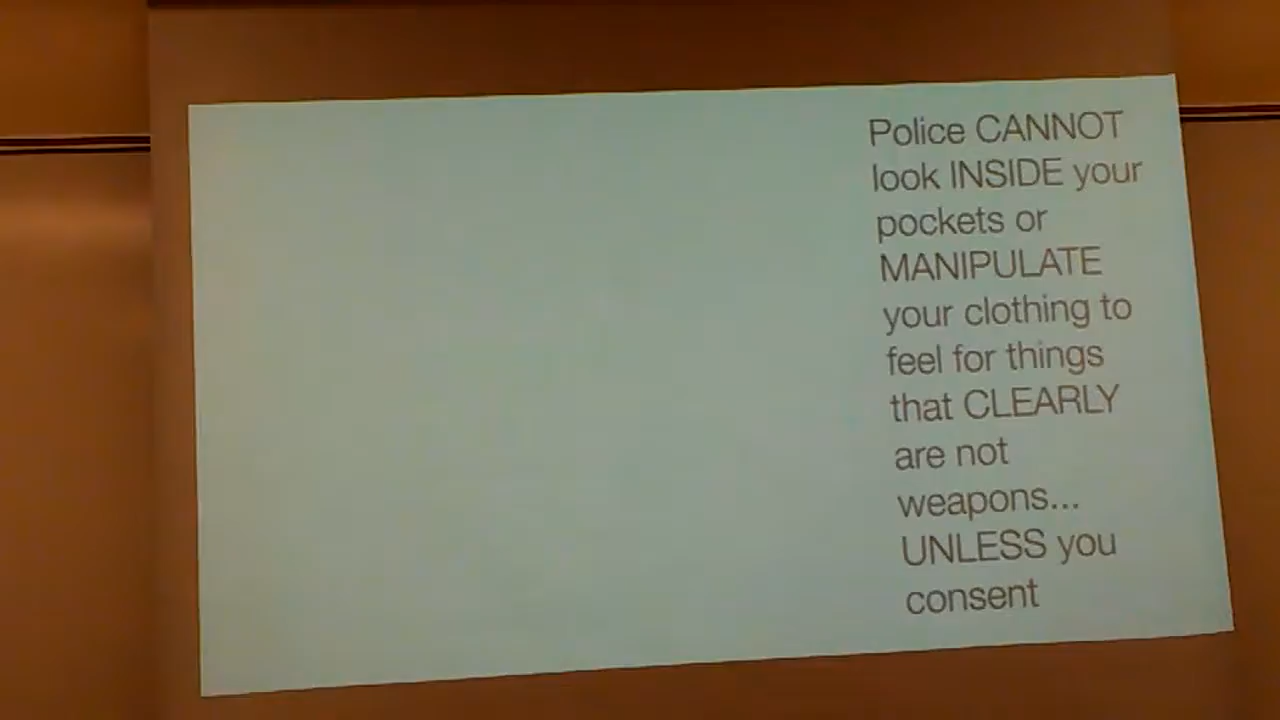 Police CANNOT
look INSIDE your
pockets or
MANIPULATE
your clothing to
feel for things
that CLEARLY
are not
weapons...
UNLESS you
consent